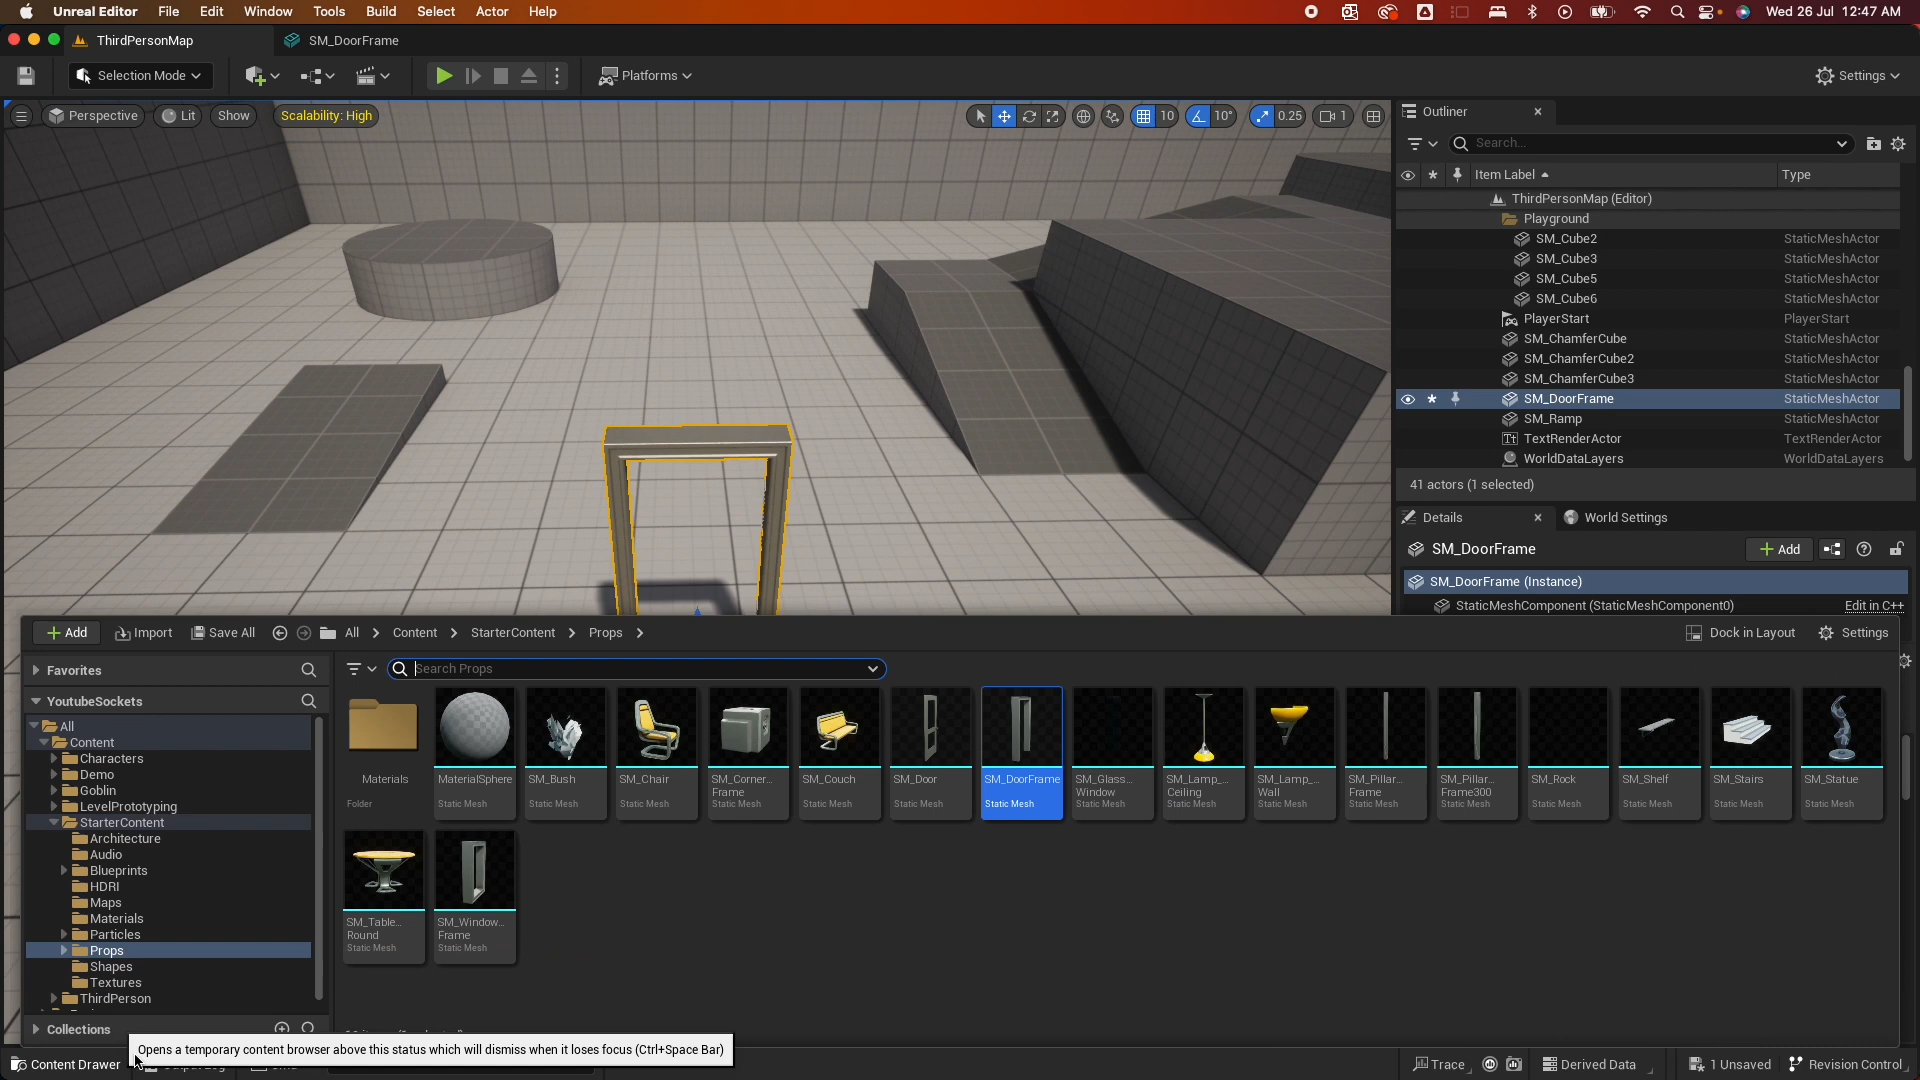 Unreal Editor File Edit Window Tools Build Select Actor Help
Wed 26 Jul 12:47 AM
ThirdPersonMap
SM_DoorFrame
Selection Mode
Platforms
Settings
Perspective
Lit
Show
Scalability: High
10
10°
0.25
1
Outliner
Search...
Item Label
Type
ThirdPersonMap (Editor)
Playground
SM_Cube2 StaticMeshActor
SM_Cube3 StaticMeshActor
SM_Cube5 StaticMeshActor
SM_Cube6 StaticMeshActor
PlayerStart PlayerStart
SM_ChamferCube StaticMeshActor
SM_ChamferCube2 StaticMeshActor
SM_ChamferCube3 StaticMeshActor
SM_DoorFrame StaticMeshActor
SM_Ramp StaticMeshActor
TextRenderActor TextRenderActor
WorldDataLayers WorldDataLayers
41 actors (1 selected)
Details
World Settings
SM_DoorFrame
Add
SM_DoorFrame (Instance)
StaticMeshComponent (StaticMeshComponent0)
Edit in C++
Add
Import
Save All
All
Content
StarterContent
Props
Dock in Layout
Settings
Favorites
YoutubeSockets
All
Content
Characters
Demo
Goblin
LevelPrototyping
StarterContent
Architecture
Audio
Blueprints
HDRI
Maps
Materials
Particles
Props
Shapes
Textures
ThirdPerson
Collections
Search Props
Materials
Folder
MaterialSphere
Static Mesh
SM_Bush
Static Mesh
SM_Chair
Static Mesh
SM_Corner...
Frame
Static Mesh
SM_Couch
Static Mesh
SM_Door
Static Mesh
SM_DoorFrame
Static Mesh
SM_Glass...
Window
Static Mesh
SM_Lamp_...
Ceiling
Static Mesh
SM_Lamp_...
Wall
Static Mesh
SM_Pillar...
Frame
Static Mesh
SM_Pillar...
Frame300
Static Mesh
SM_Rock
Static Mesh
SM_Shelf
Static Mesh
SM_Stairs
Static Mesh
SM_Statue
Static Mesh
SM_Table...
Round
Static Mesh
SM_Window...
Frame
Static Mesh
Opens a temporary content browser above this status which will dismiss when it loses focus (Ctrl+Space Bar)
Content Drawer
Trace
Derived Data
1 Unsaved
Revision Control